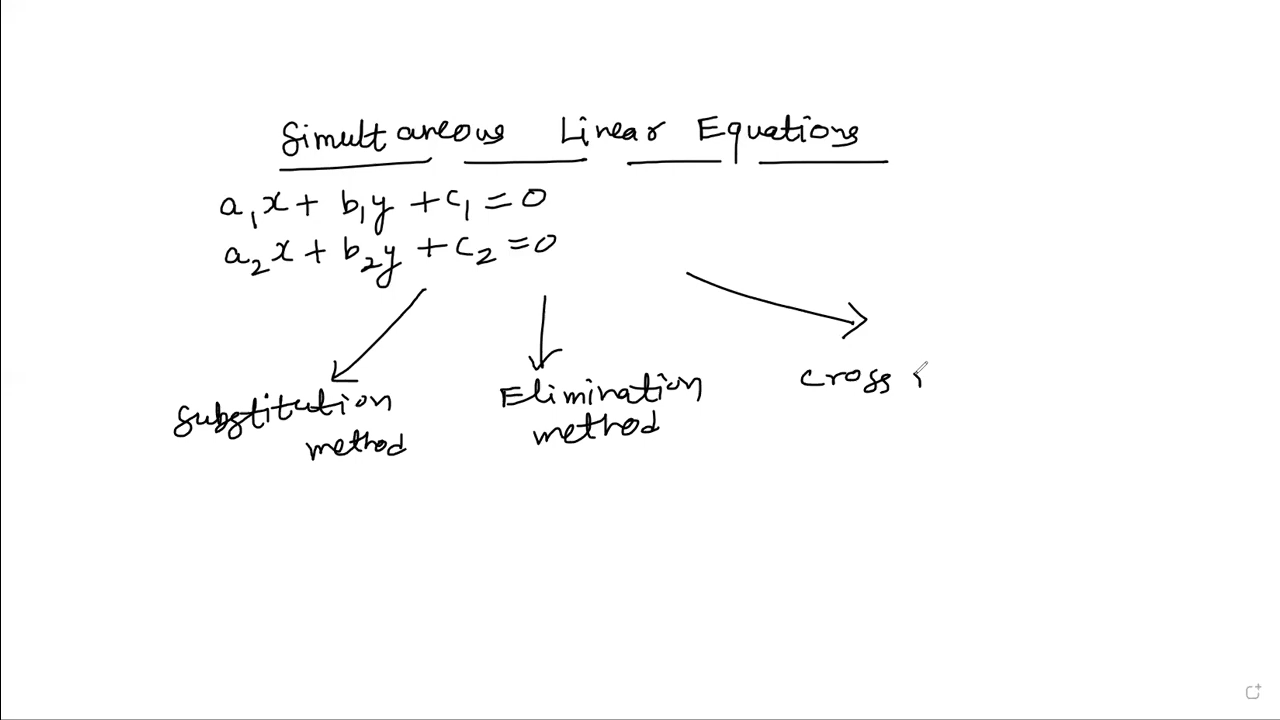 Simultaneous Linear Equations
a₁x + b₁y + c₁ = 0
a₂x + b₂y + c₂ = 0
Substitution
method
Elimination
method
cross